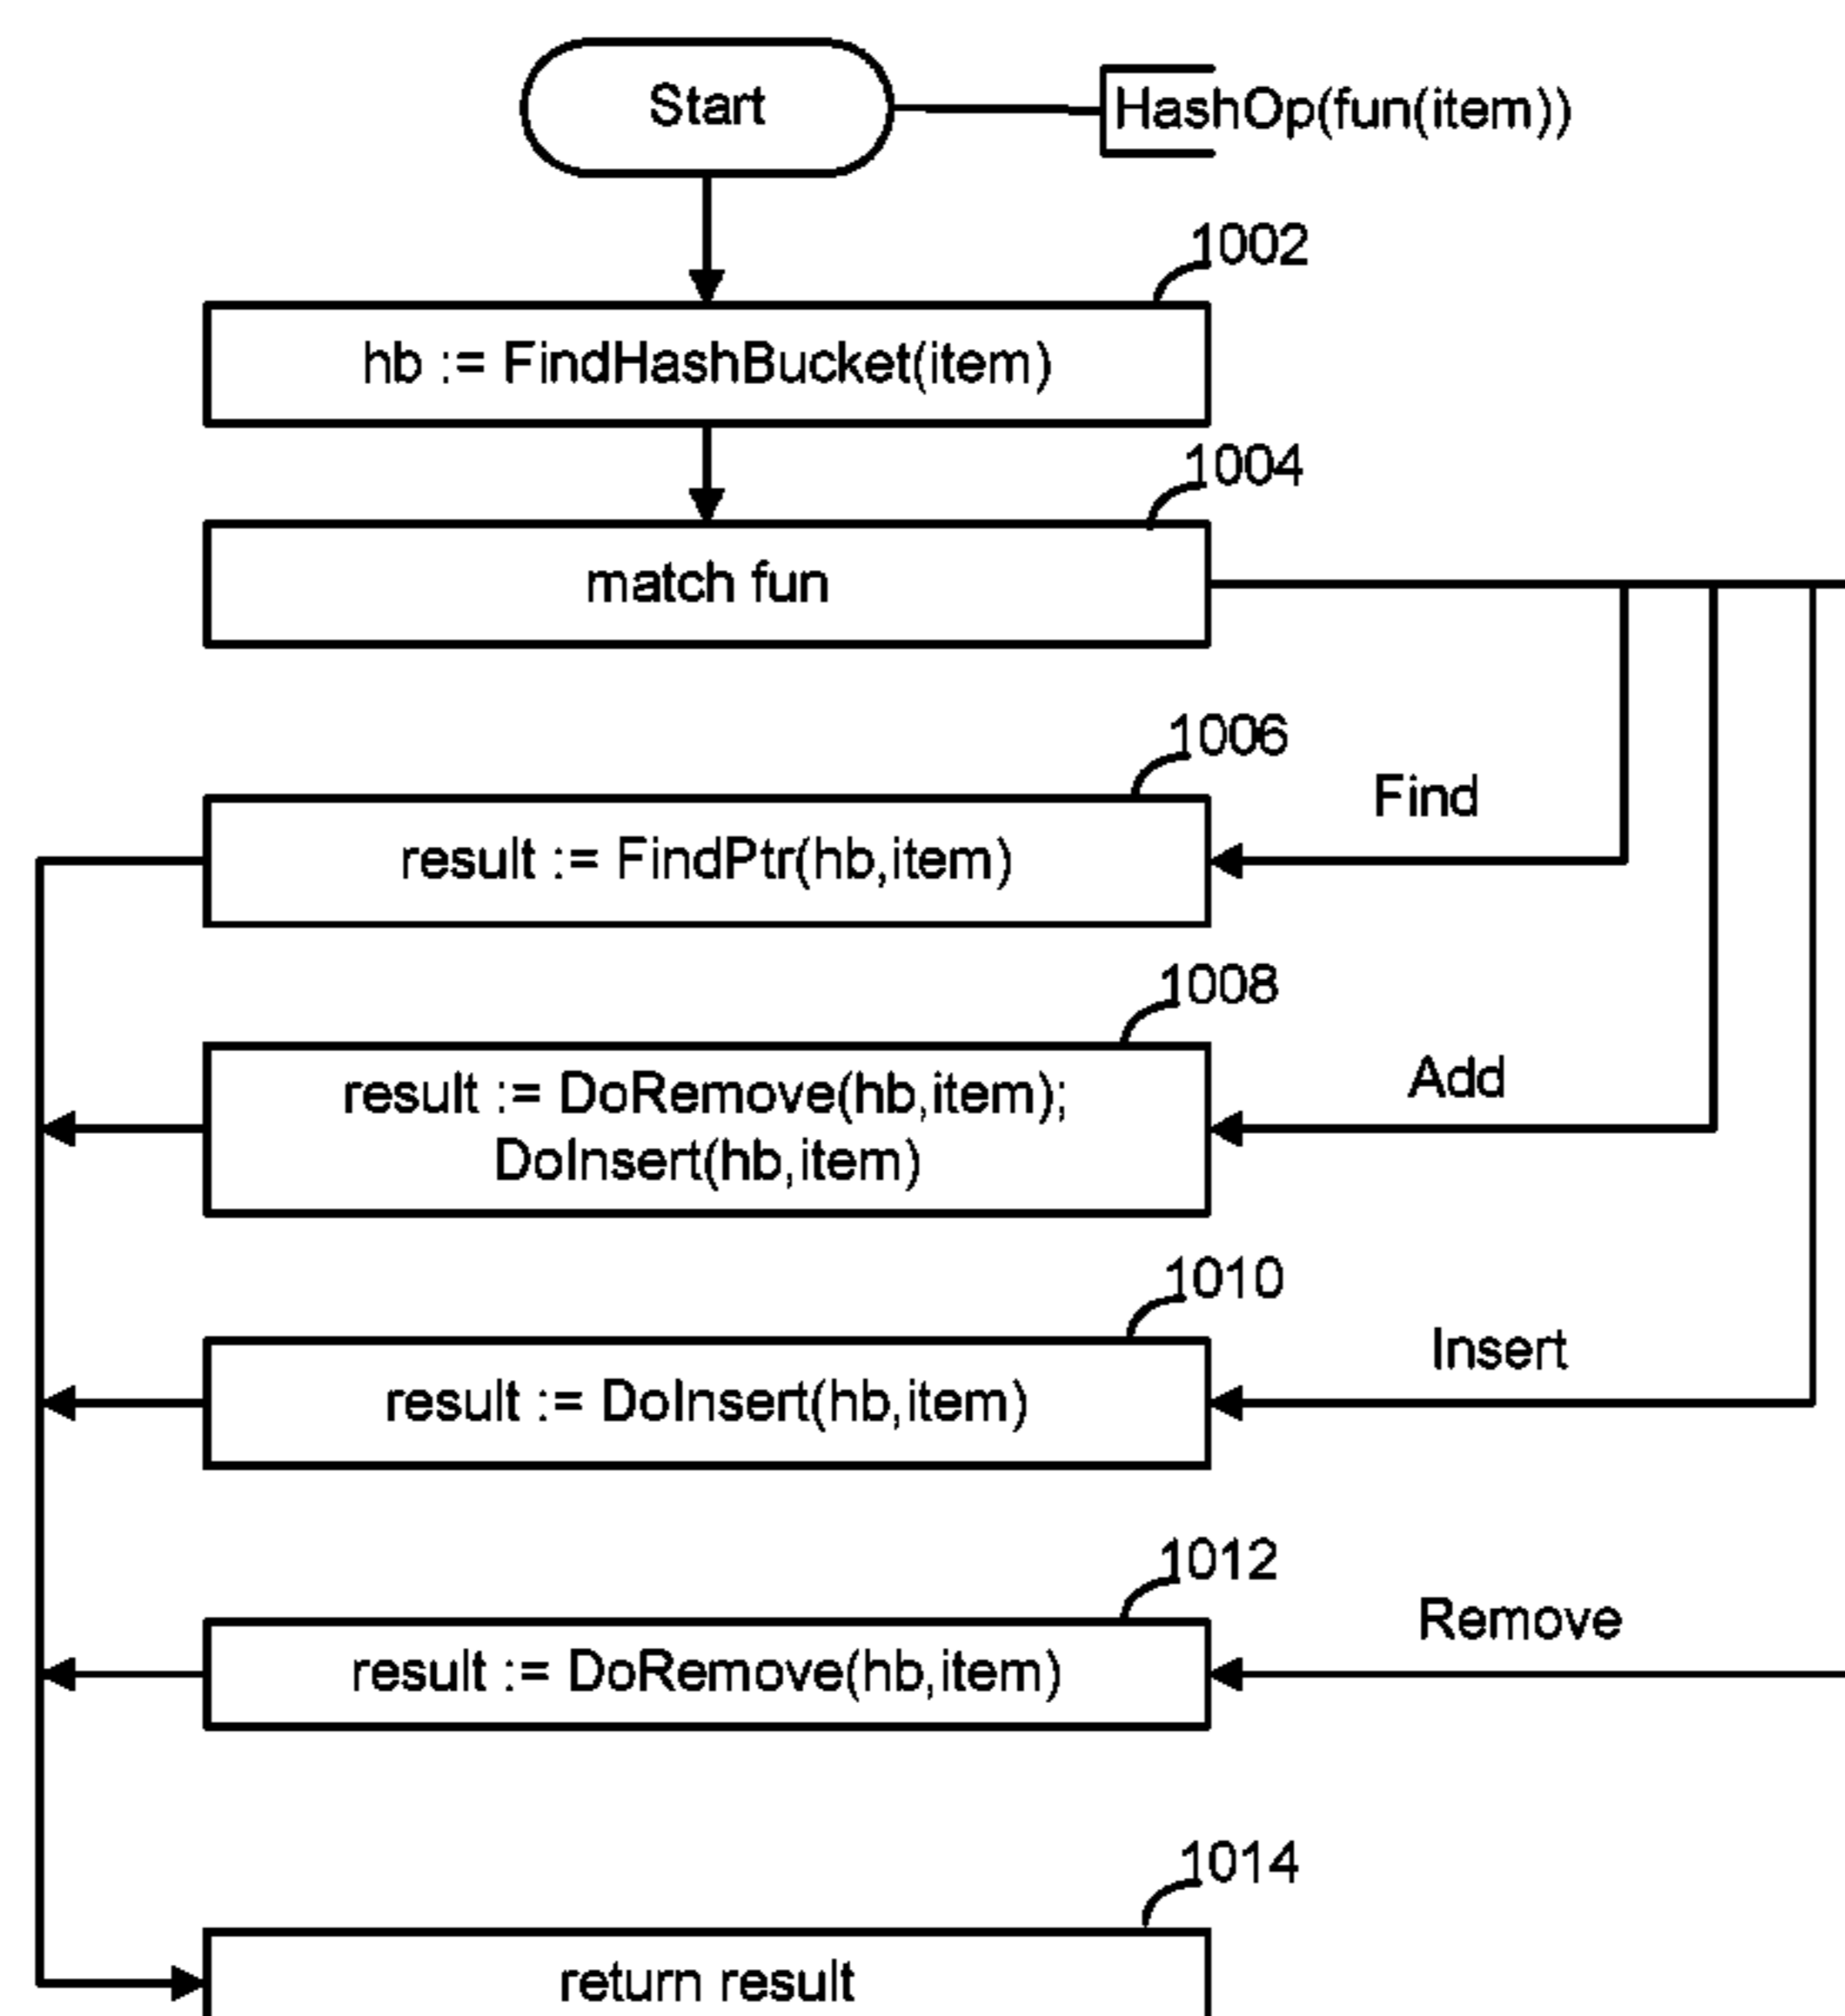 Start
HashOp(fun(item))
1002
hb := FindHashBucket(item)
1004
match fun
1006
Find
result := FindPtr(hb,item)
1008
Add
result := DoRemove(hb,item);
DoInsert(hb,item)
1010
Insert
result := DoInsert(hb,item)
1012
Remove
result := DoRemove(hb,item)
1014
return result